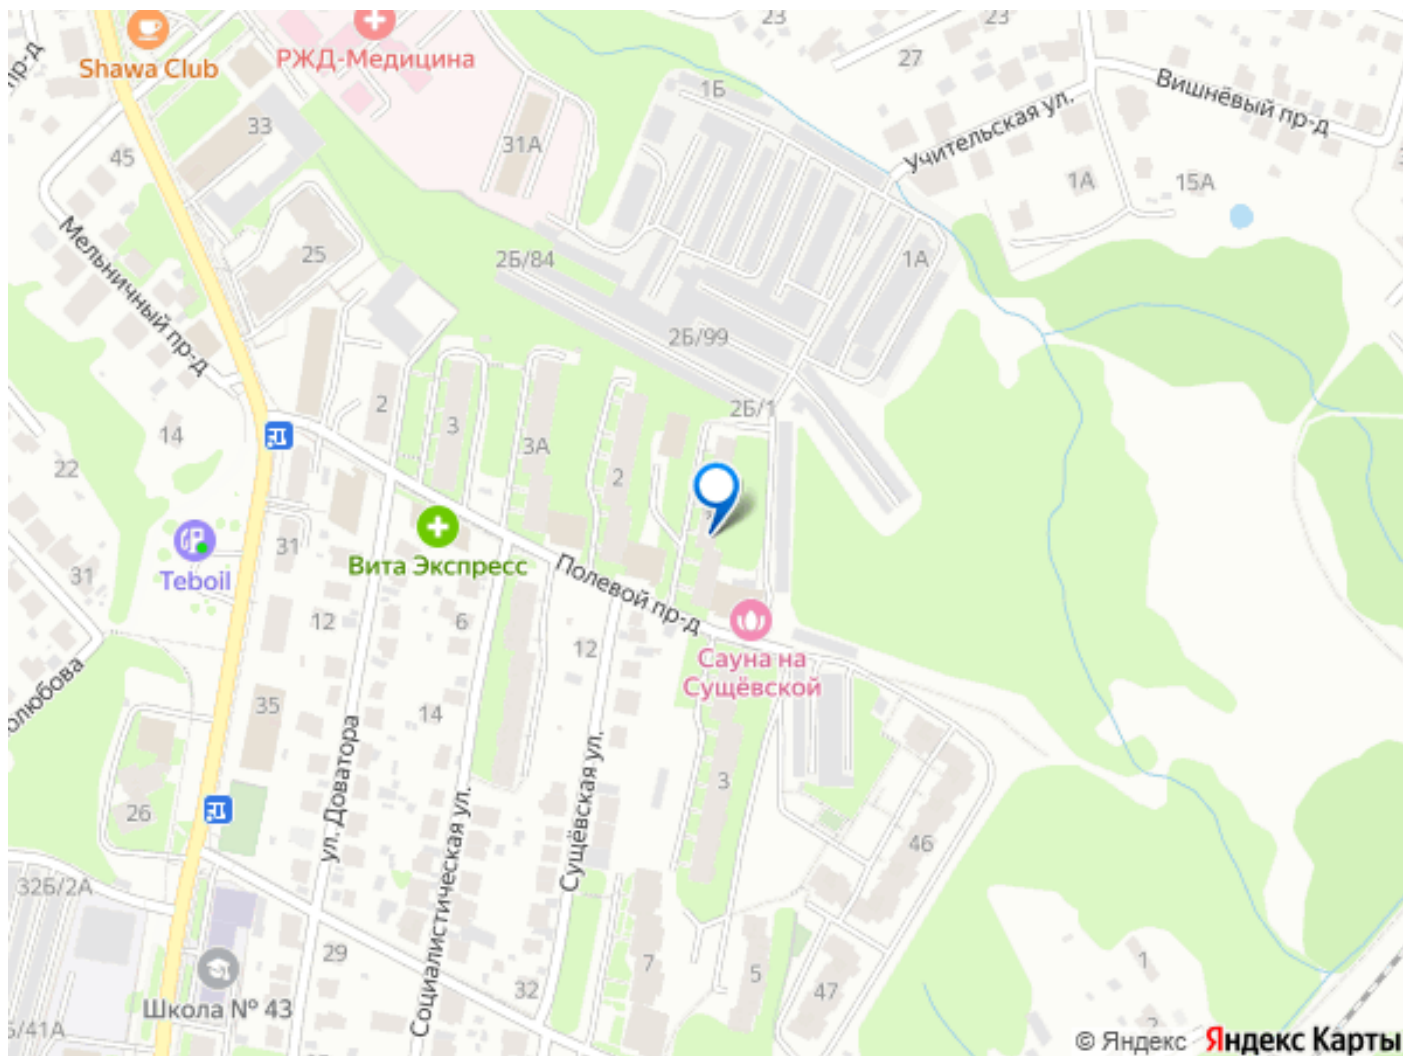 23
23
Shawa Club
РЖД-Медицина
27
1Б
Вишнёвый пр-д
пр-д
Учительская ул.
33
31А
45
1А
15А
Мельничный пр-д
25
2Б/84
1А
2Б/99
2
2Б/1
3
3А
14
2
22
31
Вита Экспресс
Teboil
Полевой пр-д
31
12
6
12
Сауна на
Сущёвской
35
14
ул. Доватора
Социалистическая ул.
Сущёвская ул.
3
26
46
32Б/2А
29
7
5
47
32
1
Школа № 43
© Яндекс Яндекс Карты